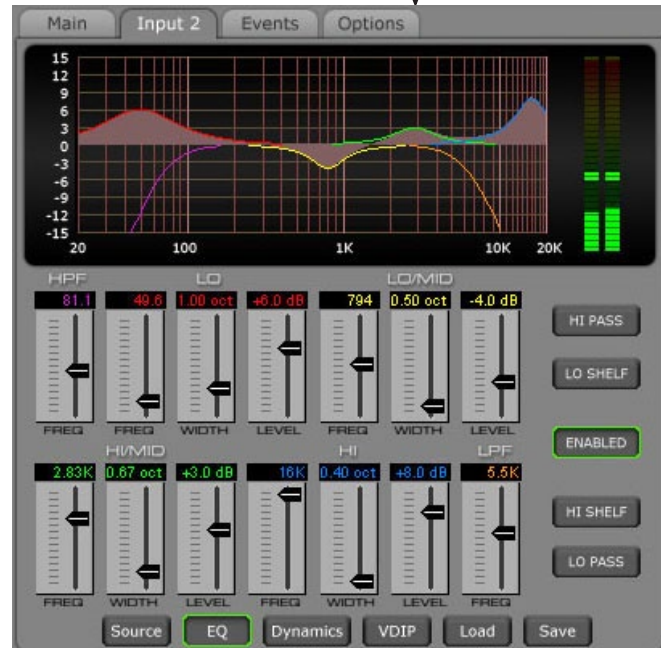 Main Input 2 Events Options
15
12
9
6
3
0
-3
-6
-9
-12
-15
20 100 1K 10K 20K
HPF LO LO/MID
81.1 49.6 1.00 oct +6.0 dB 794 0.50 oct -4.0 dB
HI PASS
LO SHELF
FREQ FREQ WIDTH LEVEL FREQ WIDTH LEVEL
ENABLED
HI/MID HI LPF
2.83K 0.67 oct +3.0 dB 16K 0.40 oct +8.0 dB 5.5K
HI SHELF
LO PASS
FREQ WIDTH LEVEL FREQ WIDTH LEVEL FREQ
Source EQ Dynamics VDIP Load Save